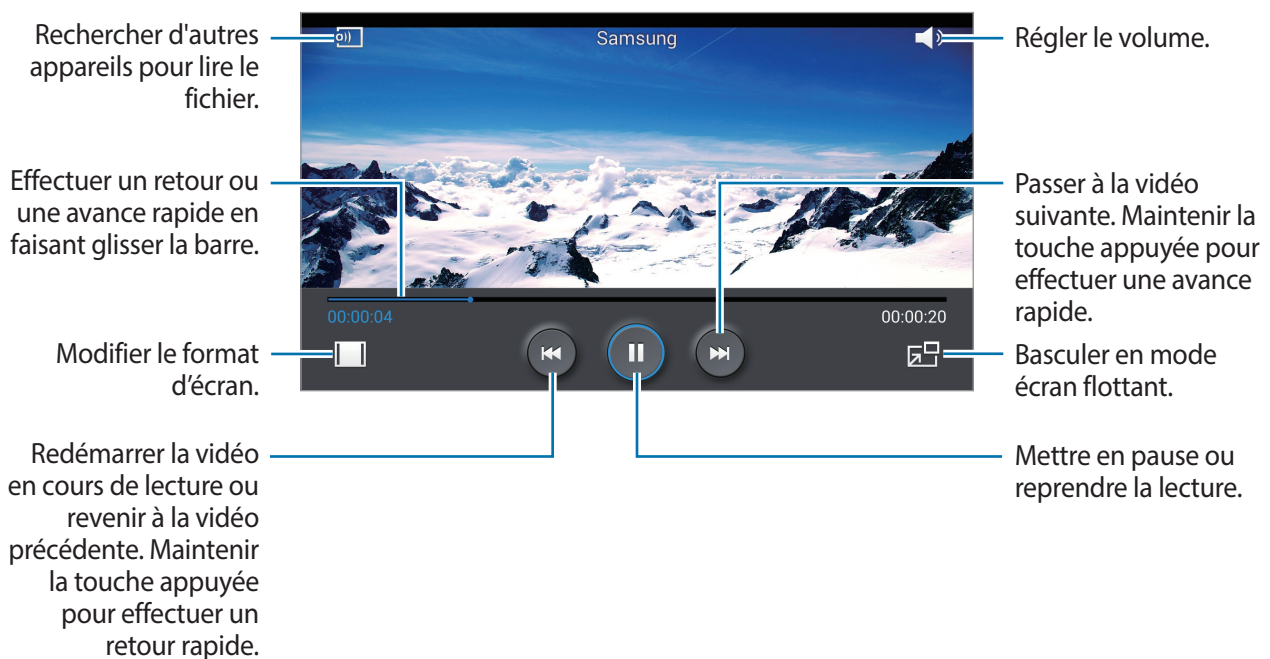 Rechercher d'autres
appareils pour lire le
fichier.
Effectuer un retour ou
une avance rapide en
faisant glisser la barre.
Modifier le format
d’écran.
Redémarrer la vidéo
en cours de lecture ou
revenir à la vidéo
précédente. Maintenir
la touche appuyée
pour effectuer un
retour rapide.
Samsung
00:00:04
00:00:20
Régler le volume.
Passer à la vidéo
suivante. Maintenir la
touche appuyée pour
effectuer une avance
rapide.
Basculer en mode
écran flottant.
Mettre en pause ou
reprendre la lecture.